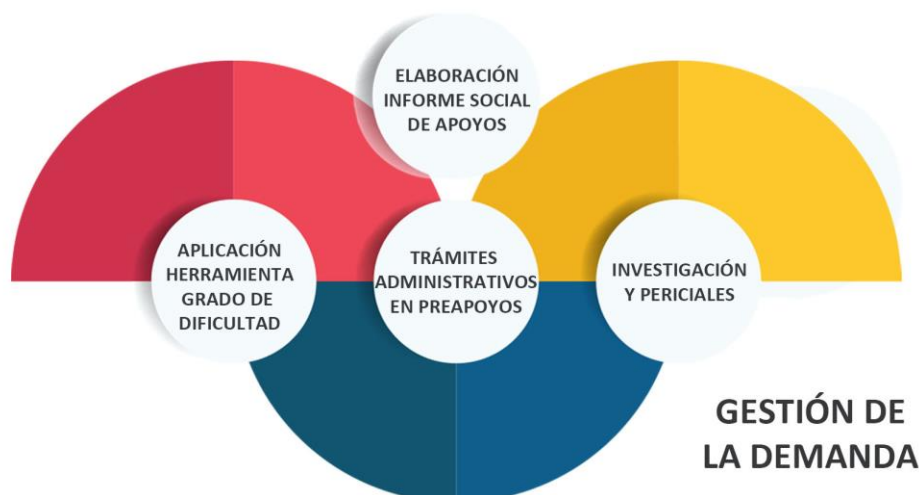 ELABORACIÓN
INFORME SOCIAL
DE APOYOS
APLICACIÓN
HERRAMIENTA
GRADO DE
DIFICULTAD
TRÁMITES
ADMINISTRATIVOS
EN PREAPOYOS
INVESTIGACIÓN
Y PERICIALES
GESTIÓN DE
LA DEMANDA